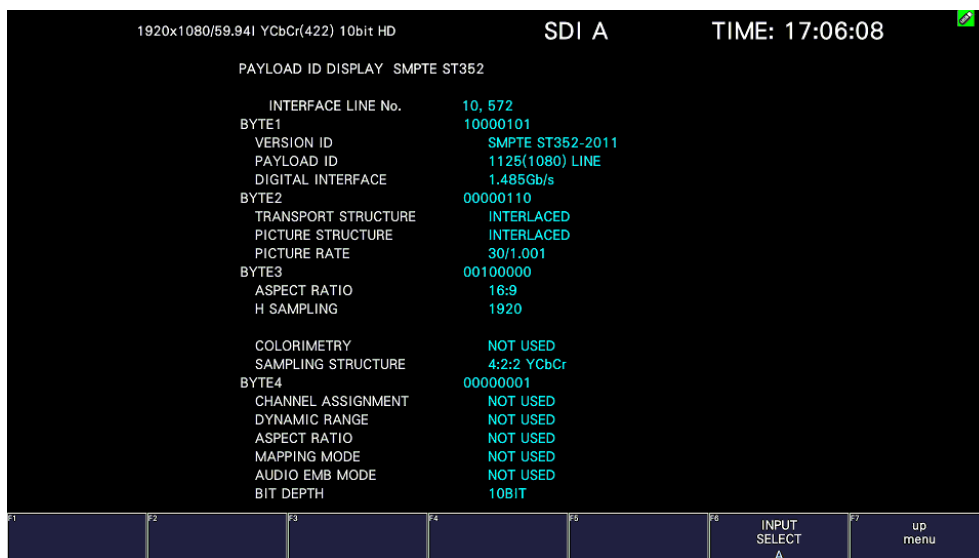 1920x1080/59.94I YCbCr(422) 10bit HD SDI A TIME: 17:06:08
PAYLOAD ID DISPLAY SMPTE ST352
INTERFACE LINE No. 10, 572
BYTE1 10000101
VERSION ID SMPTE ST352-2011
PAYLOAD ID 1125(1080) LINE
DIGITAL INTERFACE 1.485Gb/s
BYTE2 00000110
TRANSPORT STRUCTURE INTERLACED
PICTURE STRUCTURE INTERLACED
PICTURE RATE 30/1.001
BYTE3 00100000
ASPECT RATIO 16:9
H SAMPLING 1920
COLORIMETRY NOT USED
SAMPLING STRUCTURE 4:2:2 YCbCr
BYTE4 00000001
CHANNEL ASSIGNMENT NOT USED
DYNAMIC RANGE NOT USED
ASPECT RATIO NOT USED
MAPPING MODE NOT USED
AUDIO EMB MODE NOT USED
BIT DEPTH 10BIT
F1 F2 F3 F4 F5 F6 INPUT F7 up
SELECT menu
A